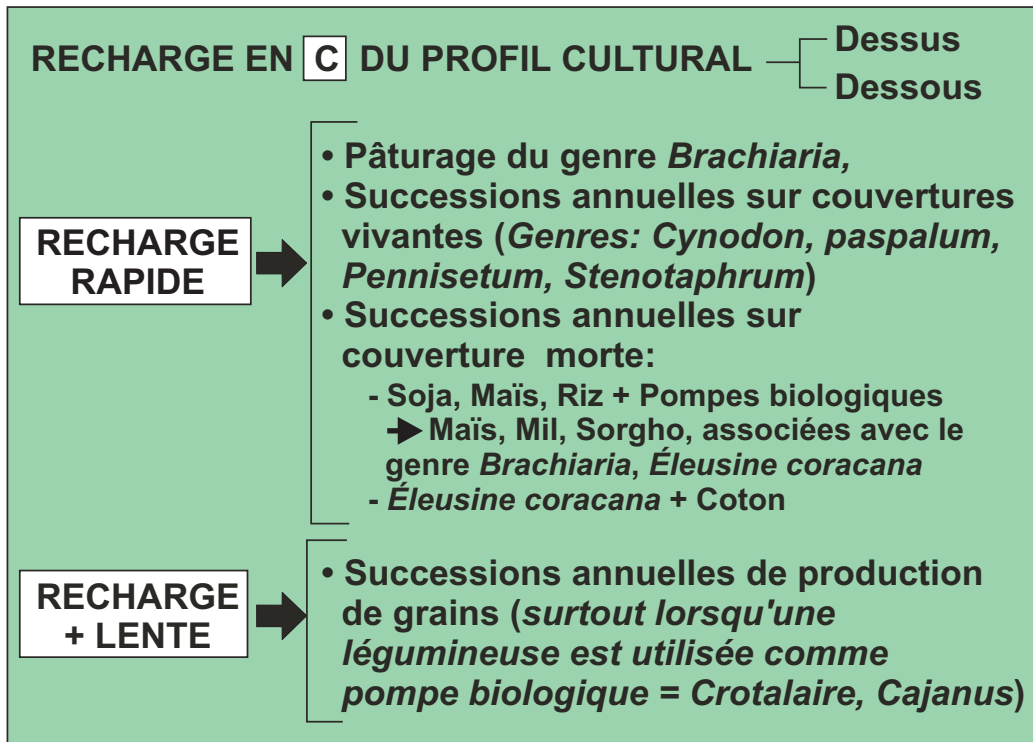 RECHARGE EN C DU PROFIL CULTURAL
Dessus
Dessous
RECHARGE
RAPIDE
• Pâturage du genre Brachiaria,
• Successions annuelles sur couvertures
vivantes (Genres: Cynodon, paspalum,
Pennisetum, Stenotaphrum)
• Successions annuelles sur
couverture morte:
- Soja, Maïs, Riz + Pompes biologiques
➔ Maïs, Mil, Sorgho, associées avec le
genre Brachiaria, Éleusine coracana
- Éleusine coracana + Coton
RECHARGE
+ LENTE
• Successions annuelles de production
de grains (surtout lorsqu'une
légumineuse est utilisée comme
pompe biologique = Crotalaire, Cajanus)